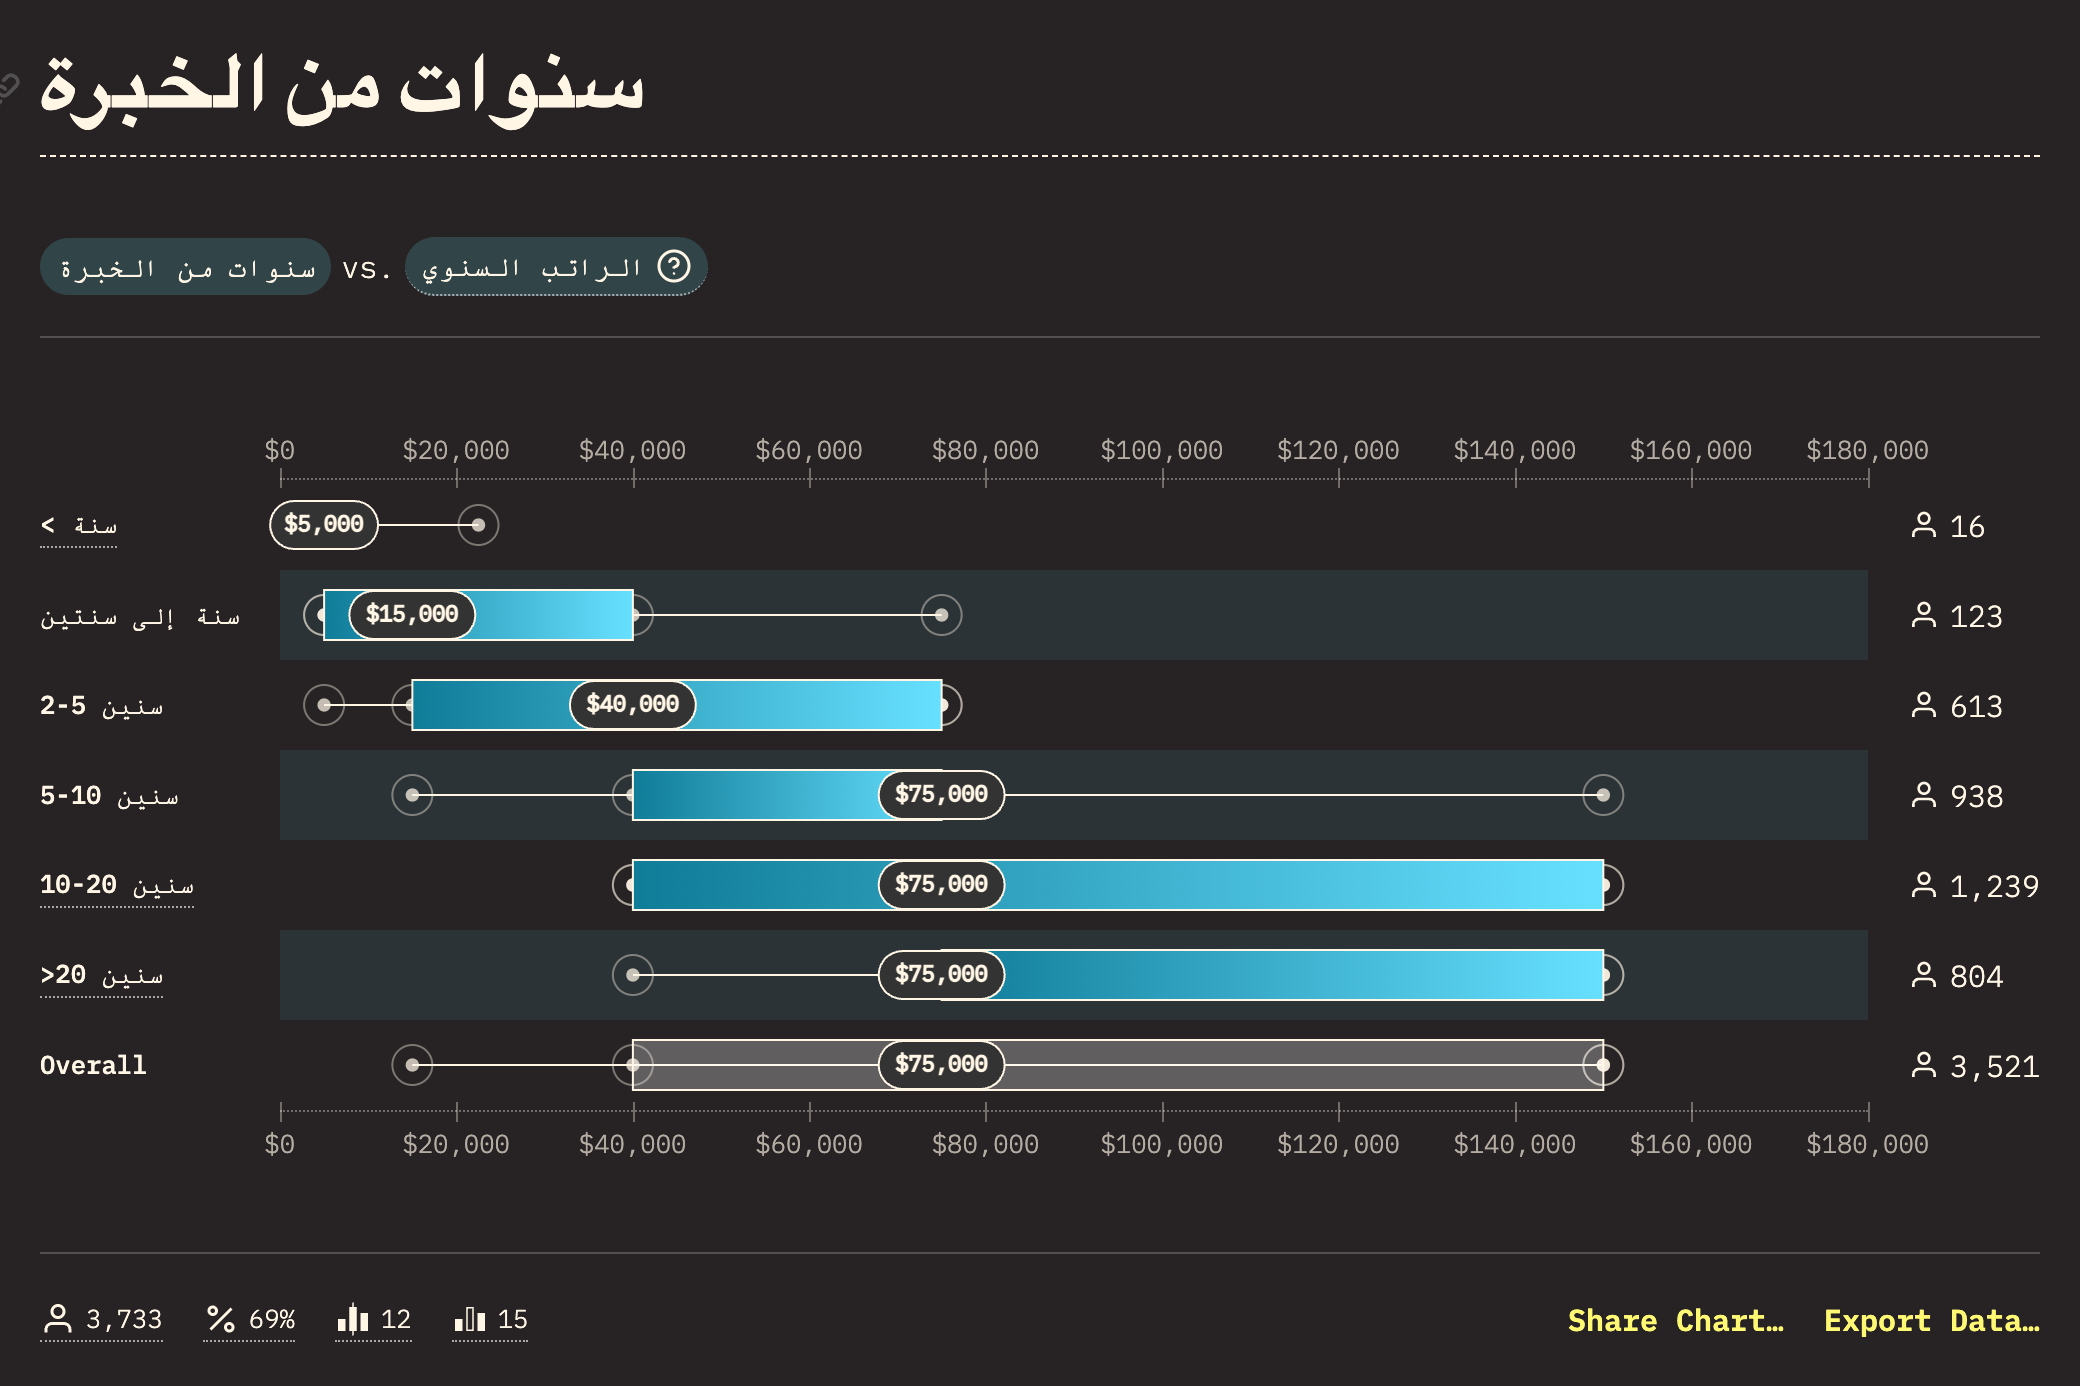 سنوات من الخبرة
سنوات من الخبرة vs. الراتب السنوي
$0 $20,000 $40,000 $60,000 $80,000 $100,000 $120,000 $140,000 $160,000 $180,000
< سنة $5,000 16
سنة إلى سنتين $15,000 123
2-5 سنين $40,000 613
5-10 سنين $75,000 938
10-20 سنين $75,000 1,239
>20 سنين $75,000 804
Overall $75,000 3,521
$0 $20,000 $40,000 $60,000 $80,000 $100,000 $120,000 $140,000 $160,000 $180,000
3,733 69% 12 15 Share Chart… Export Data…